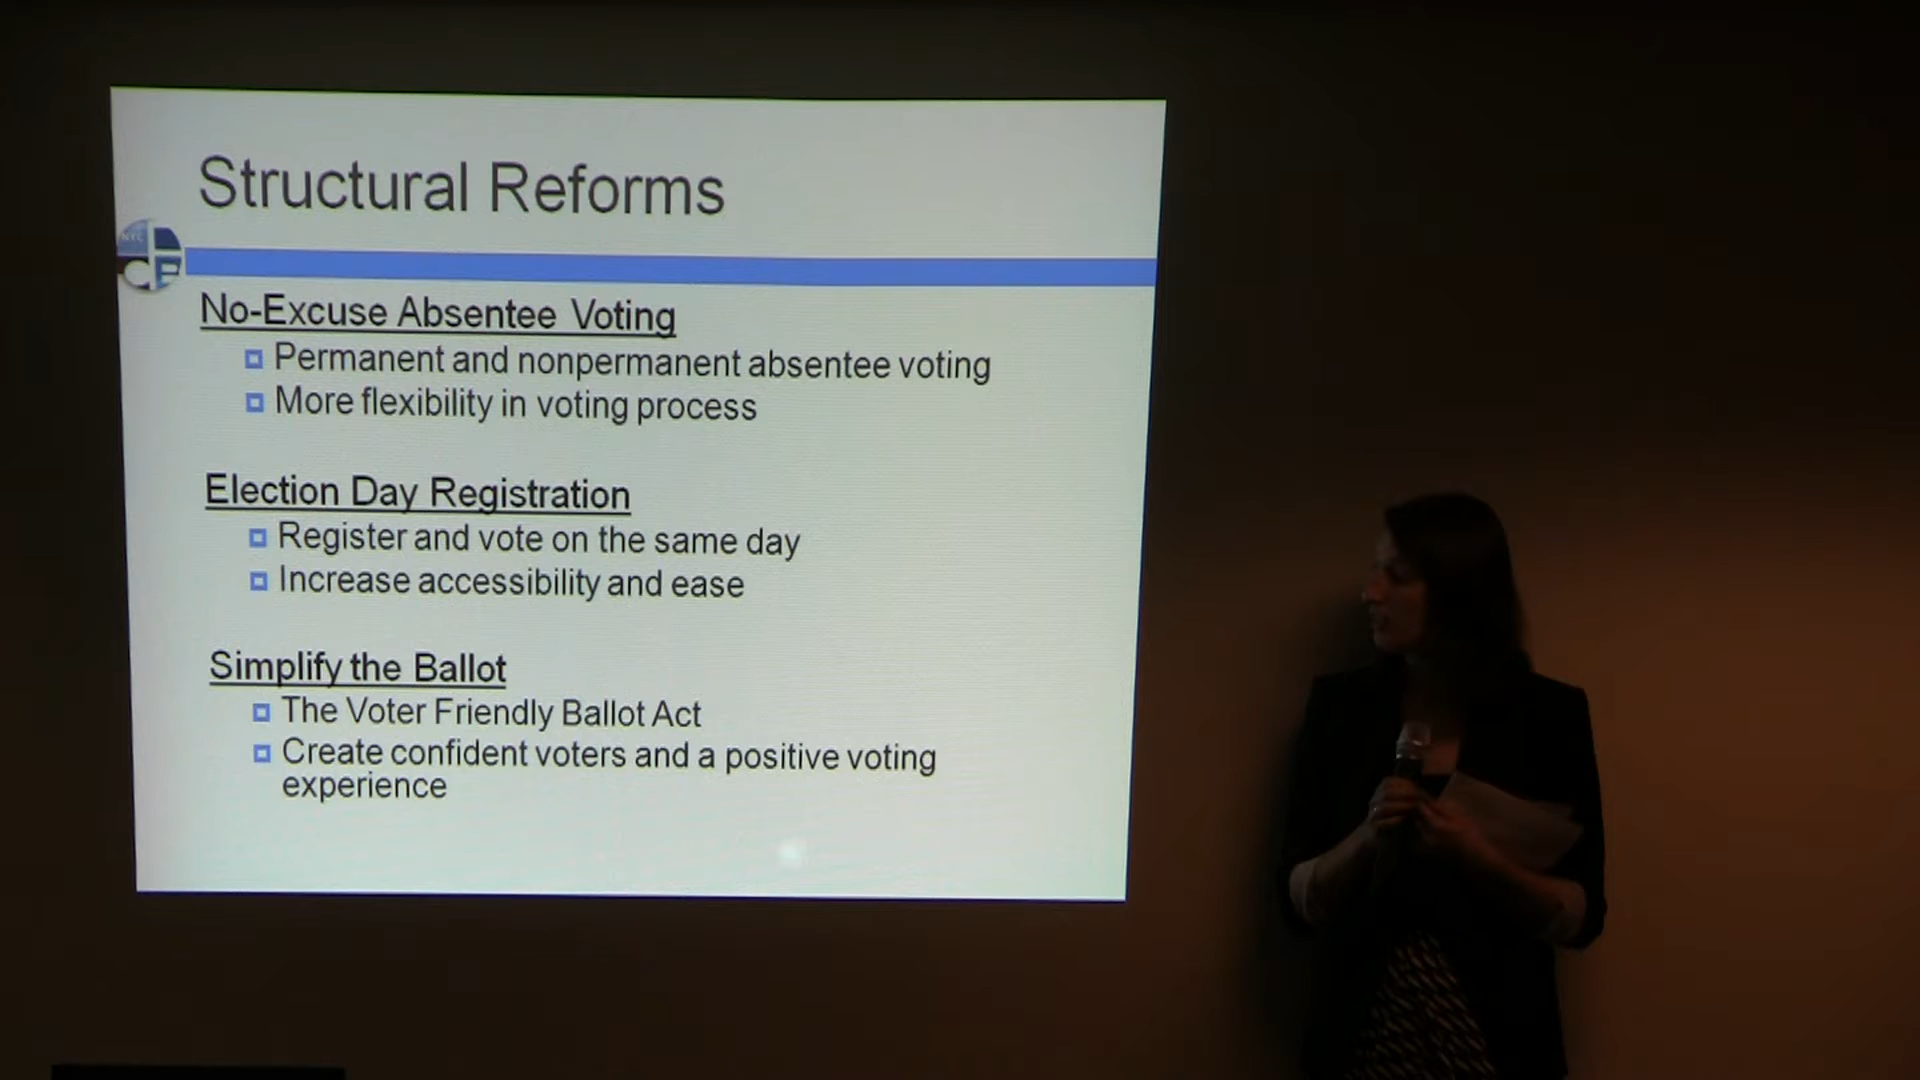 Structural Reforms
NYC
CE
No-Excuse Absentee Voting
Permanent and nonpermanent absentee voting
More flexibility in voting process
Election Day Registration
Register and vote on the same day
Increase accessibility and ease
Simplify the Ballot
The Voter Friendly Ballot Act
Create confident voters and a positive voting
experience